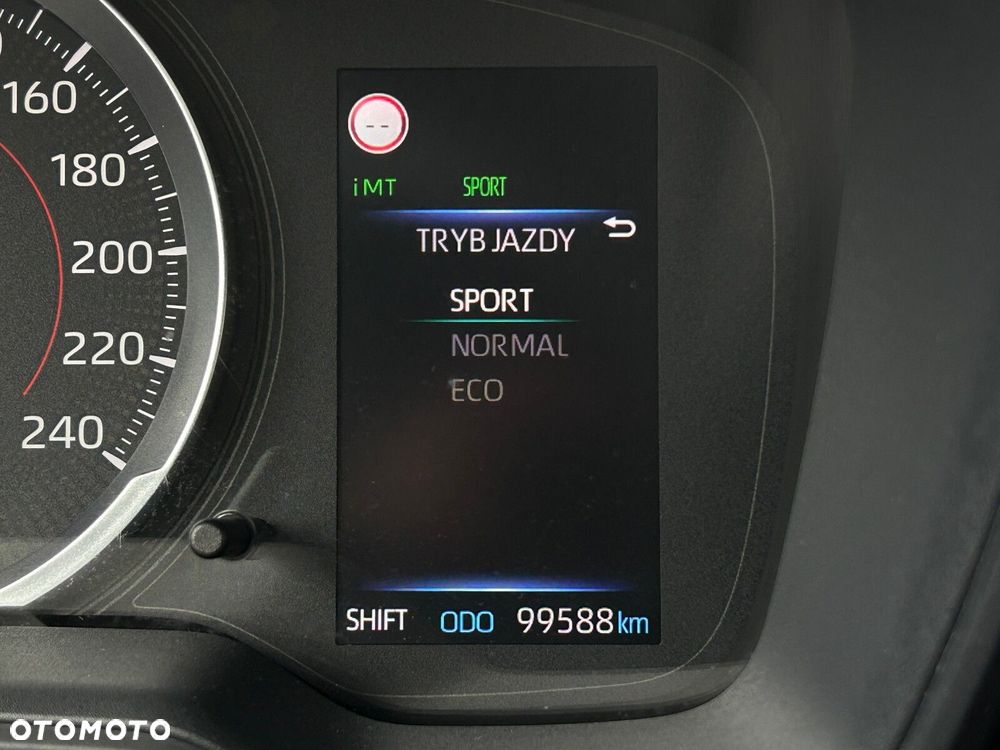 160
180
200
220
240
--
iMT SPORT
TRYB JAZDY
SPORT
NORMAL
ECO
SHIFT ODO 99588 km
OTOMOTO